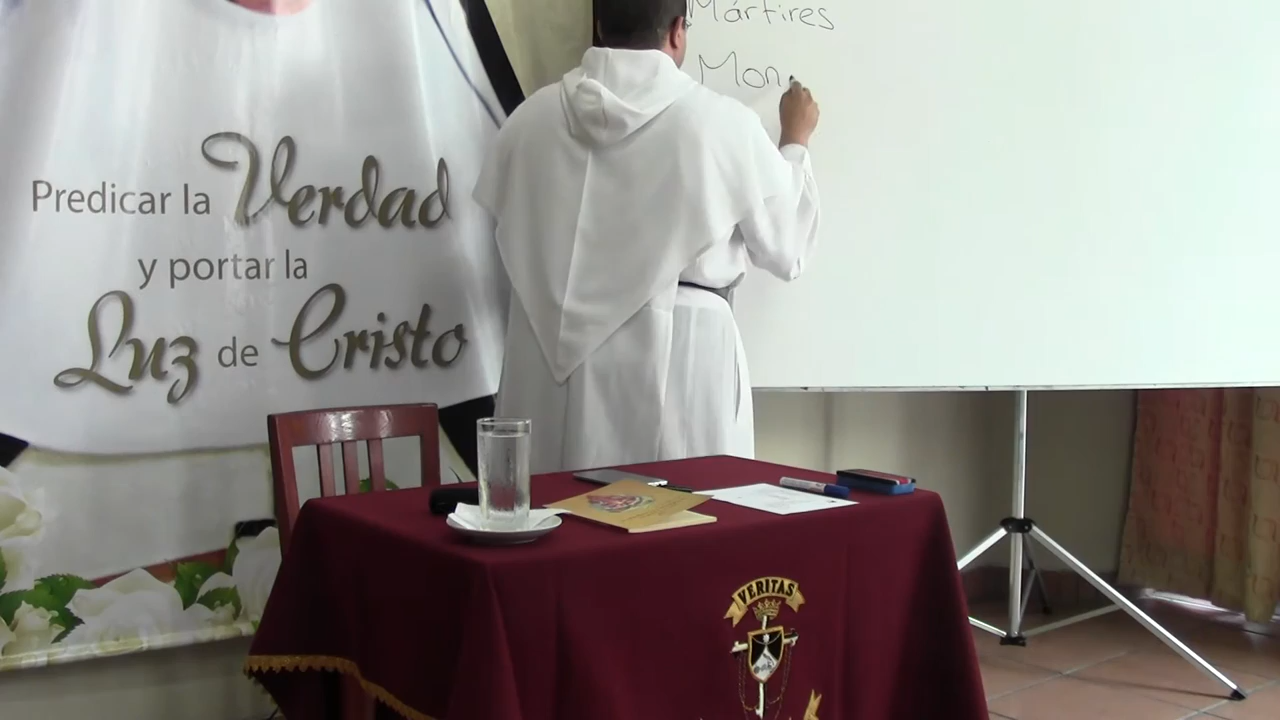 Mártires
Mon
Predicar la Verdad
y portar la
Luz de Cristo
VERITAS